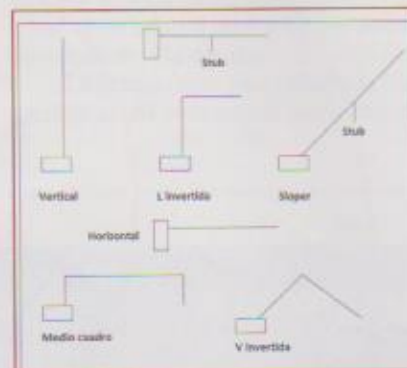 Stub
Stub
Vertical
L Invertida
Sloper
Horizontal
Medio cuadro
V Invertida